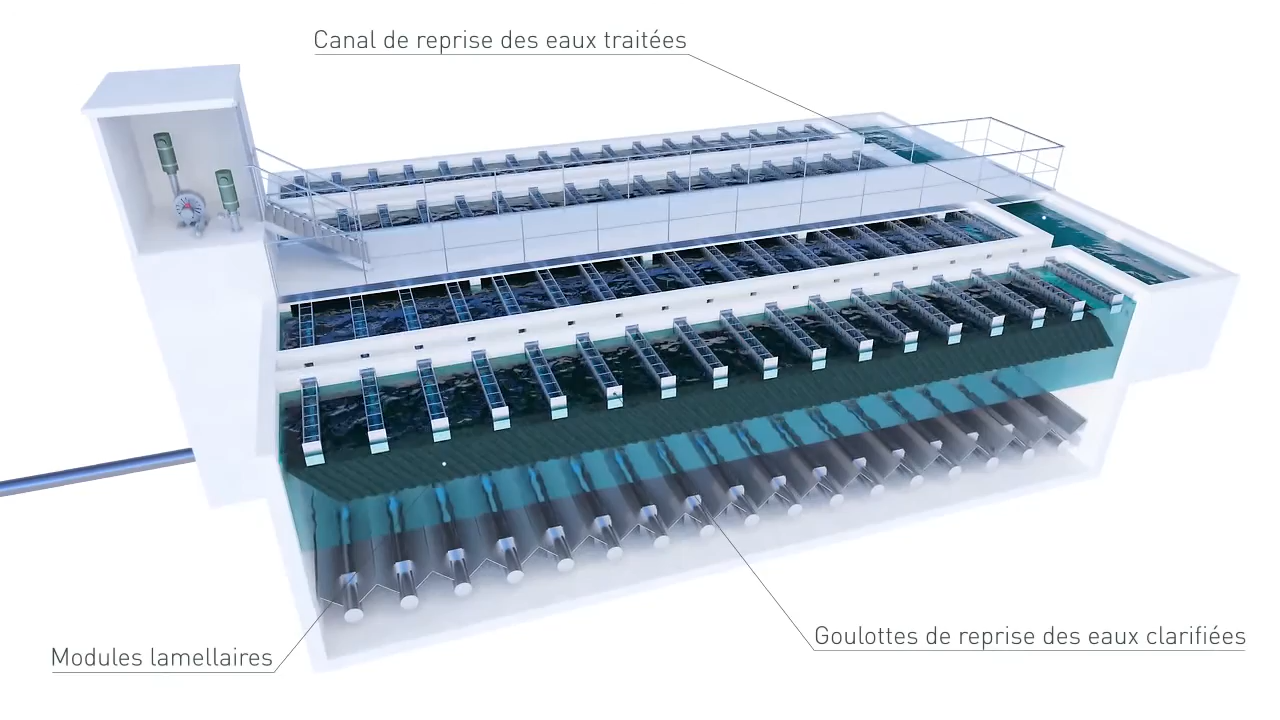 Canal de reprise des eaux traitées
Goulottes de reprise des eaux clarifiées
Modules lamellaires